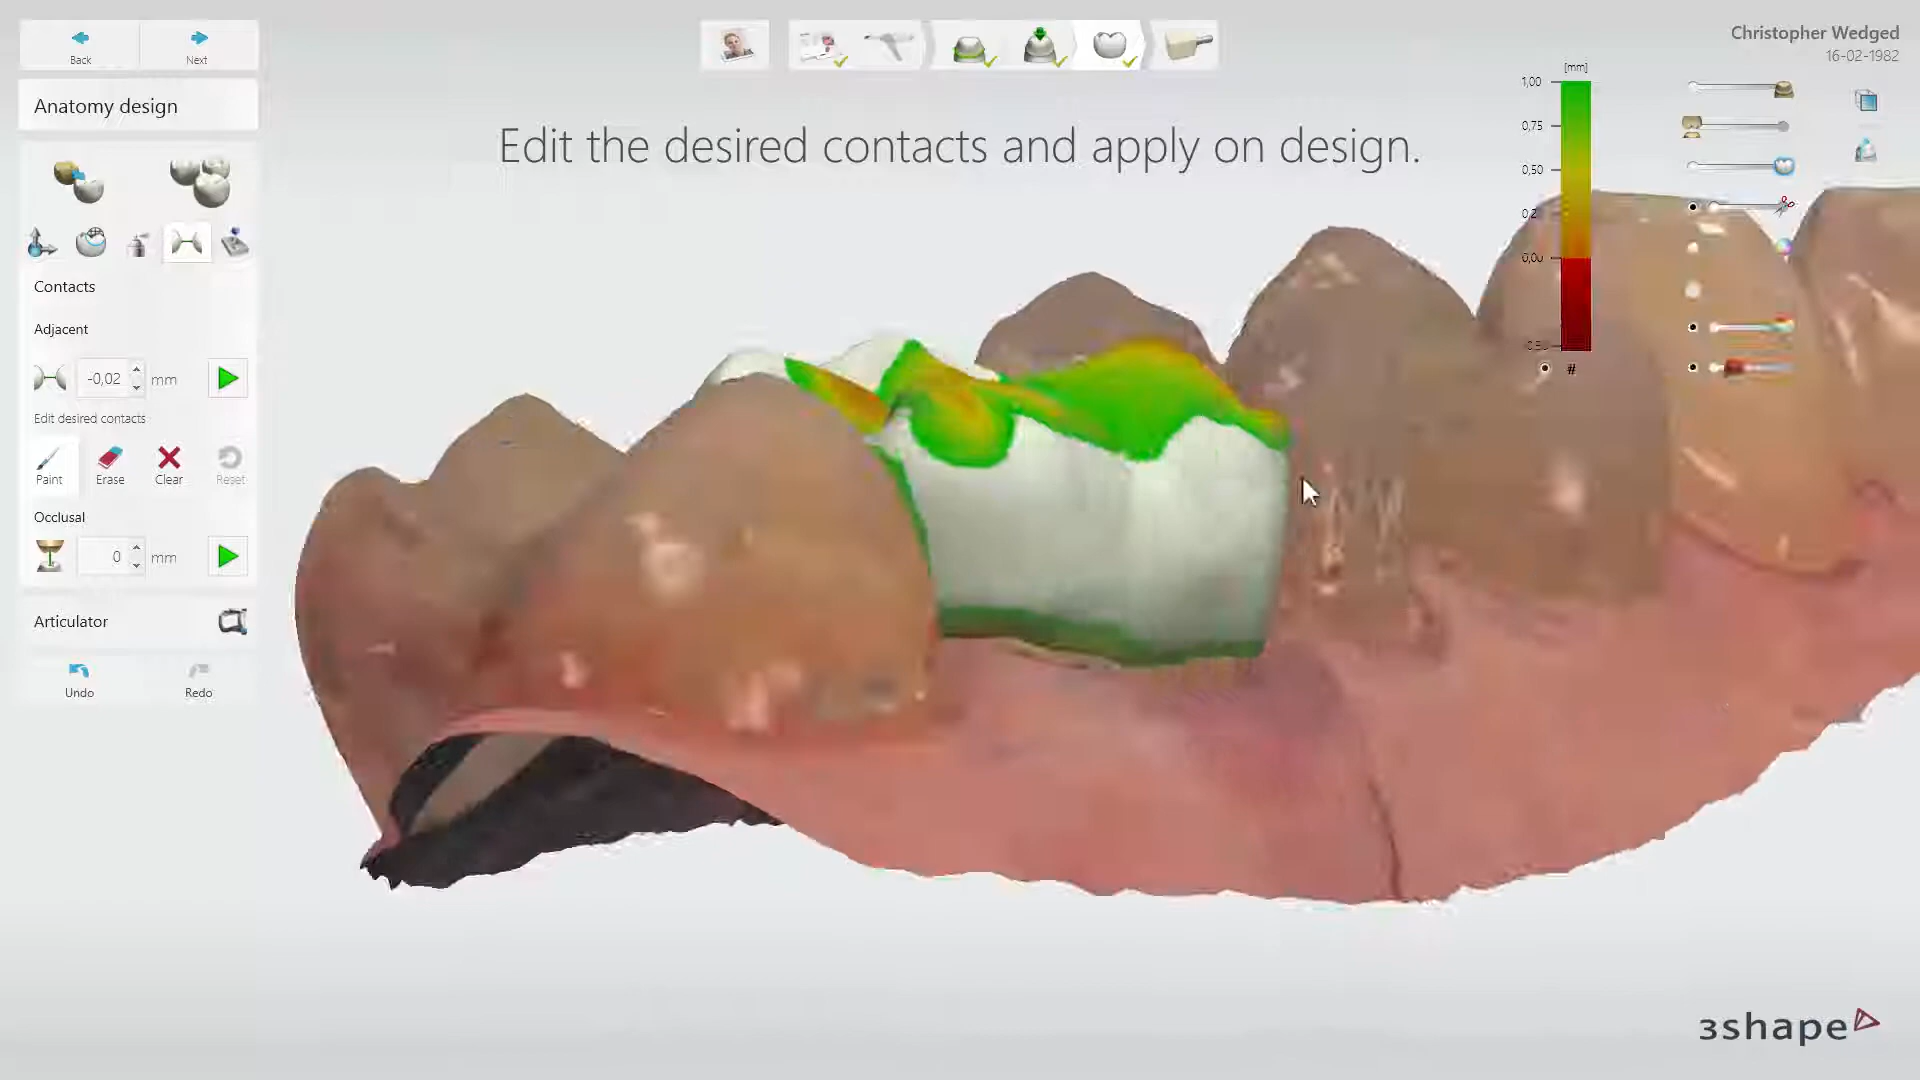 Back
Next
Anatomy design
Contacts
Adjacent
-0,02 mm
Edit desired contacts
Paint Erase Clear Reset
Occlusal
0 mm
Articulator
Undo Redo
Edit the desired contacts and apply on design.
[mm]
1,00
0,75
0,50
0,2
0,00
#
Christopher Wedged
16-02-1982
3shape